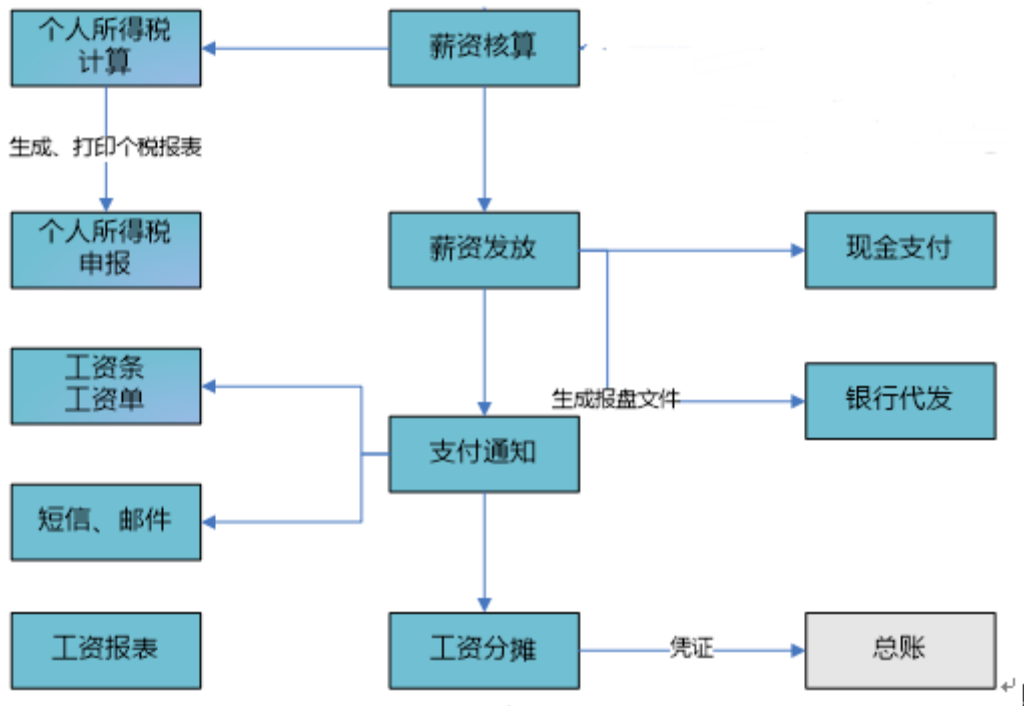 个人所得税
计算
薪资核算
生成、打印个税报表
个人所得税
申报
薪资发放
现金支付
工资条
工资单
生成报盘文件
银行代发
支付通知
短信、邮件
工资报表
工资分摊
凭证
总账